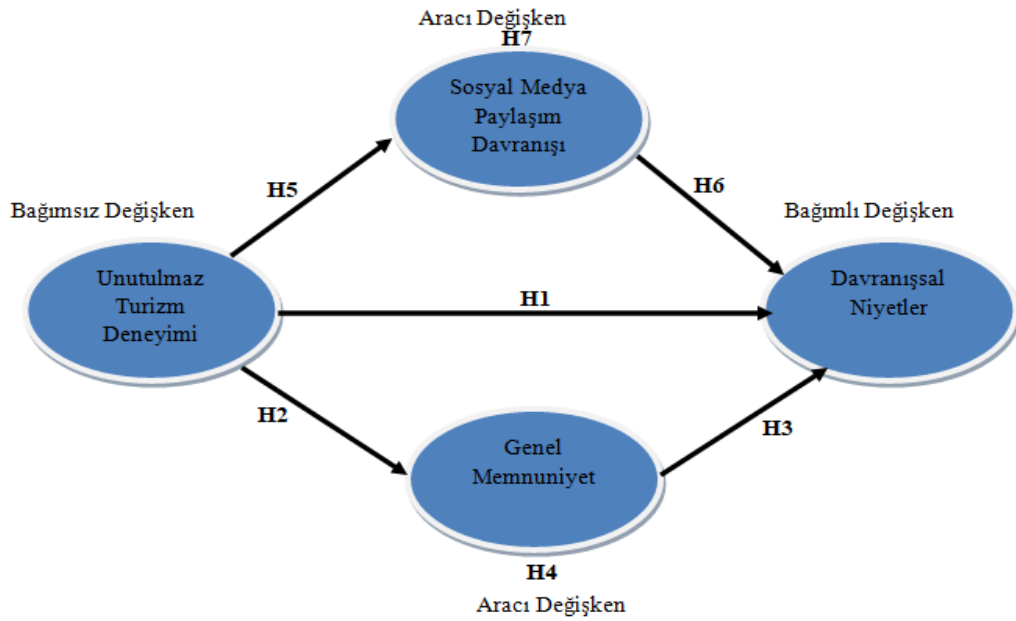 Aracı Değişken
H7
Sosyal Medya
Paylaşım
Davranışı
H5
H6
Bağımsız Değişken
Bağımlı Değişken
Unutulmaz
Turizm
Deneyimi
H1
Davranışsal
Niyetler
H2
H3
Genel
Memnuniyet
H4
Aracı Değişken